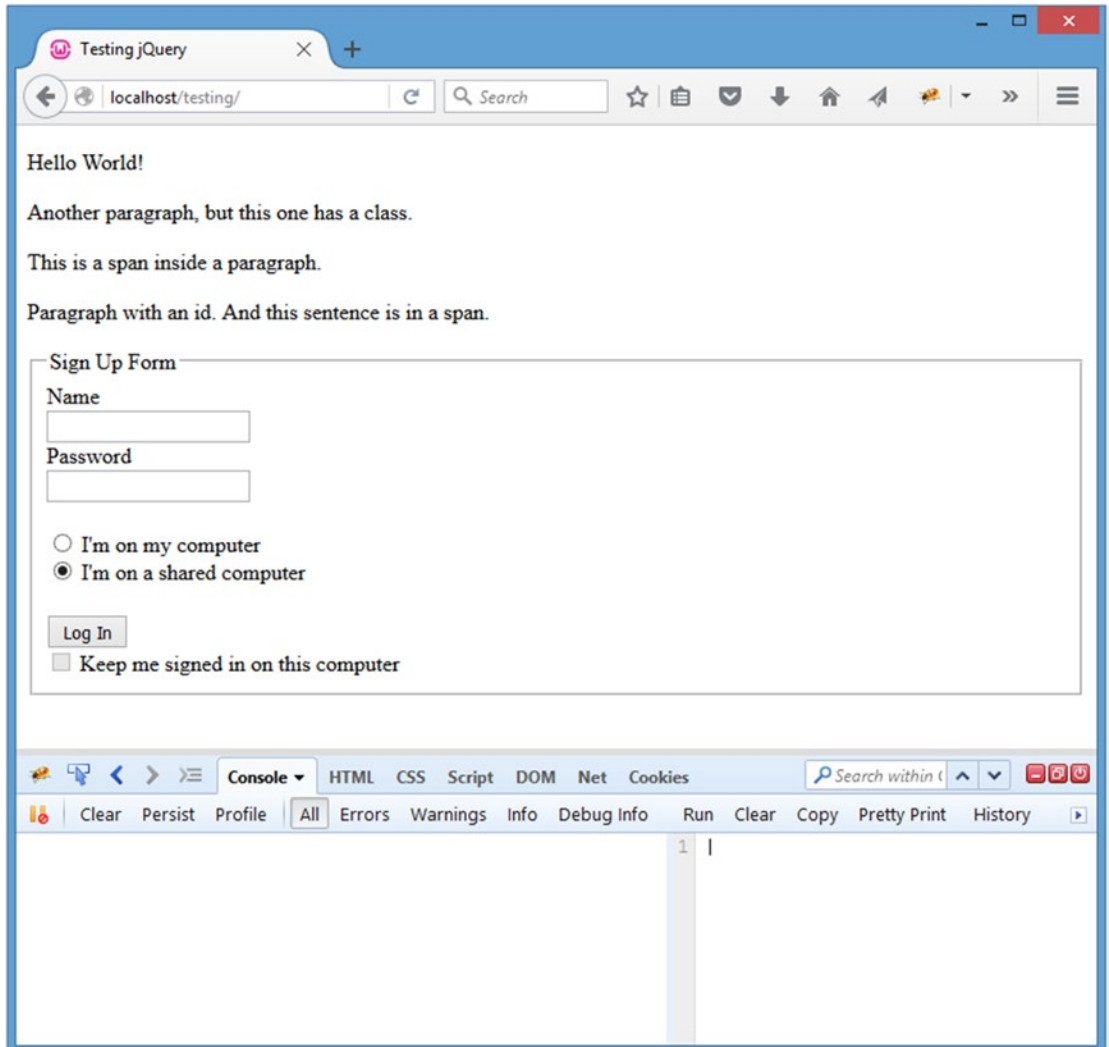 Testing jQuery
localhost/testing/
Search
Hello World!
Another paragraph, but this one has a class.
This is a span inside a paragraph.
Paragraph with an id. And this sentence is in a span.
Sign Up Form
Name
Password
I'm on my computer
I'm on a shared computer
Log In
Keep me signed in on this computer
Console HTML CSS Script DOM Net Cookies Search within
Clear Persist Profile All Errors Warnings Info Debug Info Run Clear Copy Pretty Print History
1